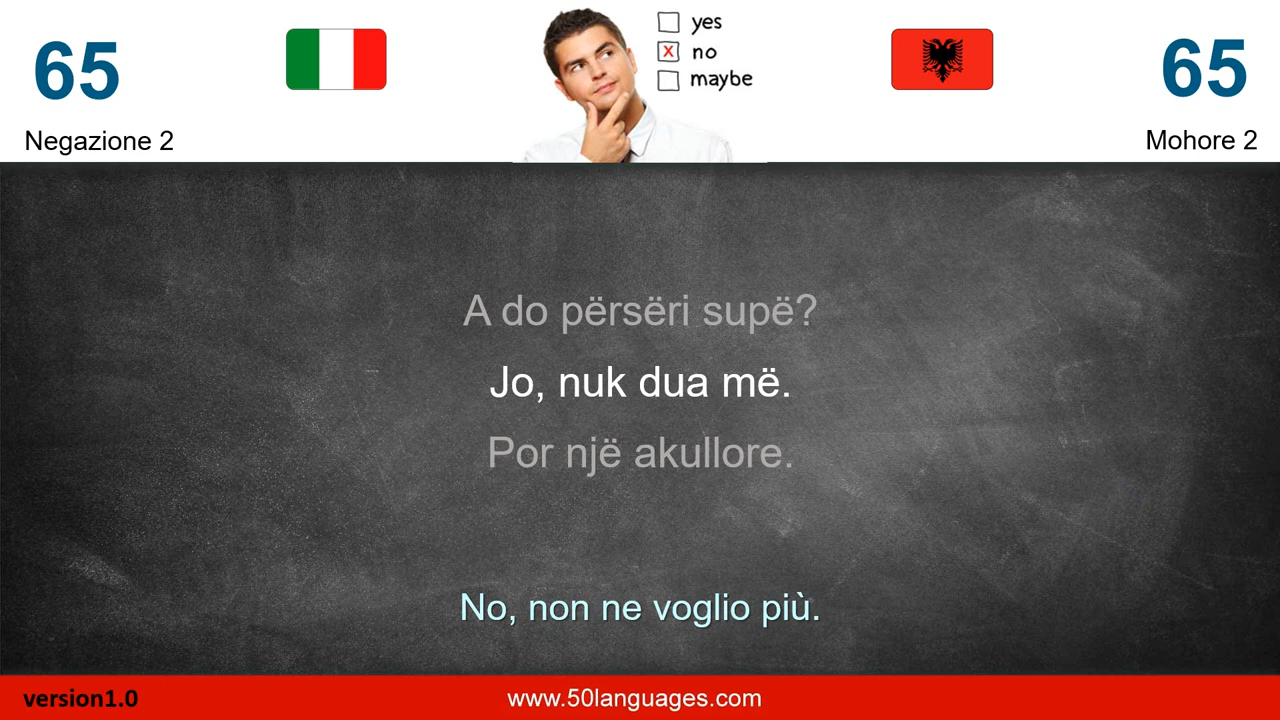 65
yes
no
maybe
65
Negazione 2
Mohore 2
A do përsëri supë?
Jo, nuk dua më.
Por një akullore.
No, non ne voglio più.
version1.0
www.50languages.com